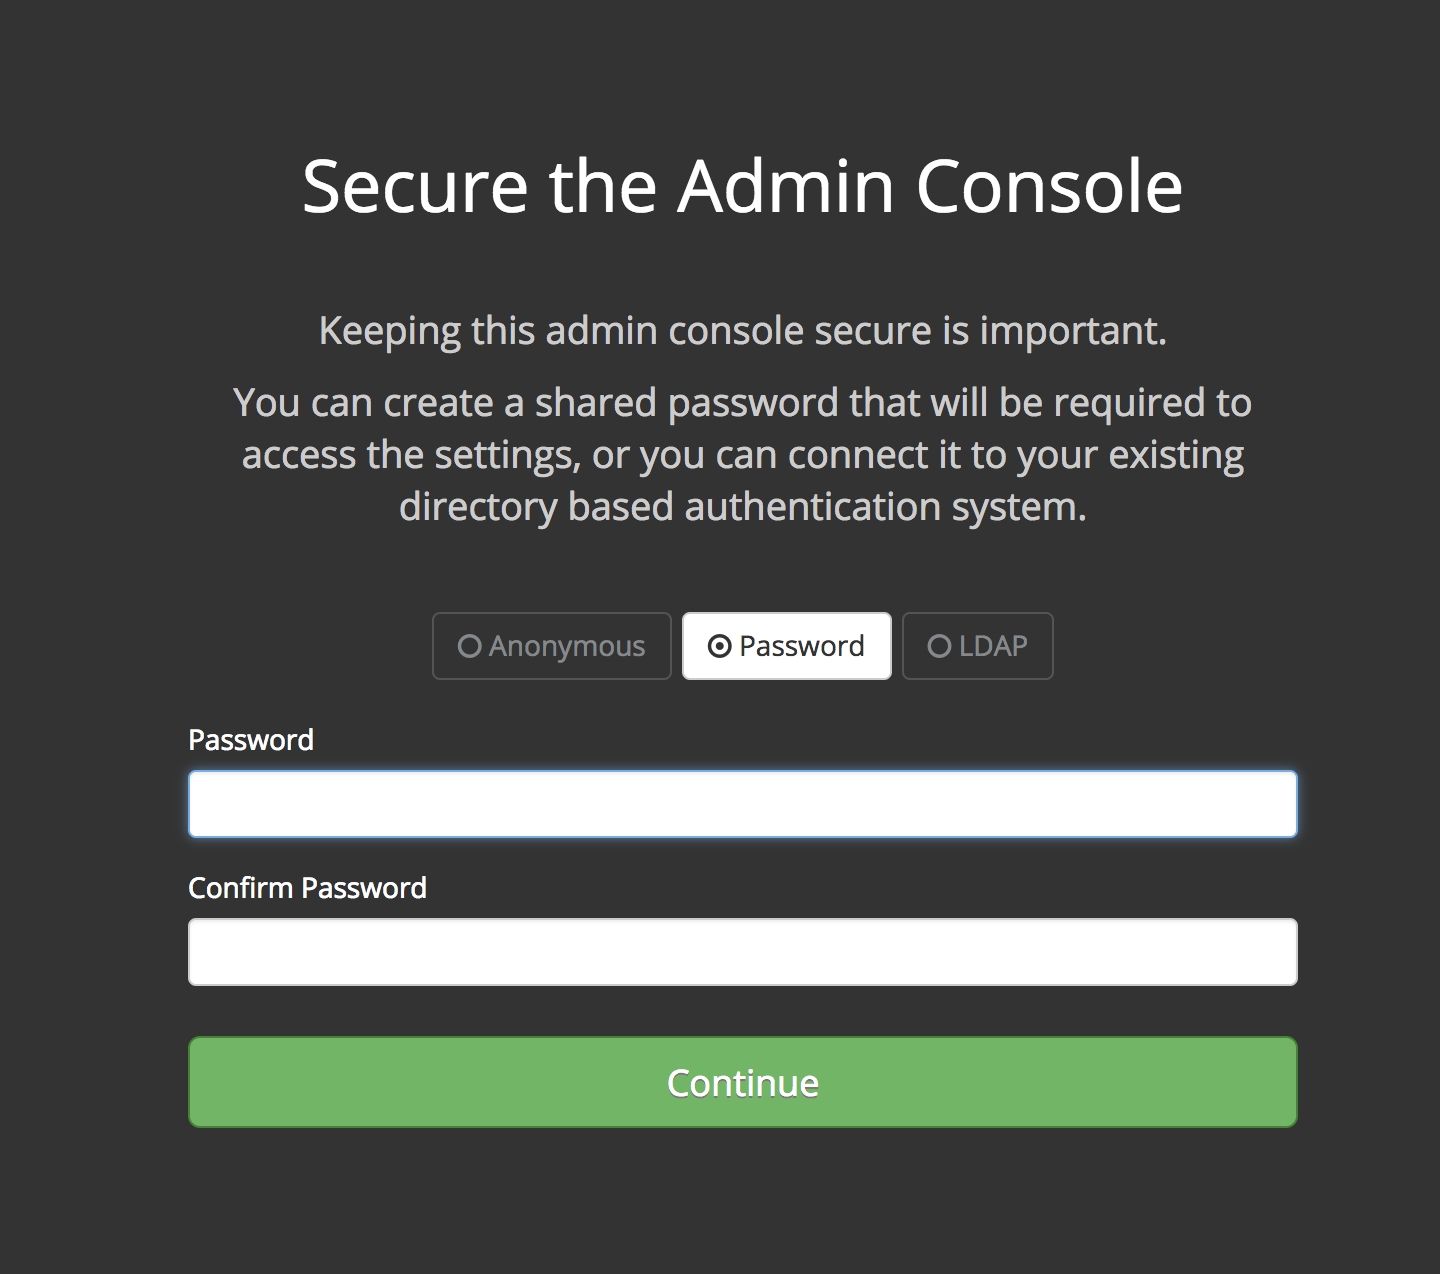 Secure the Admin Console
Keeping this admin console secure is important.
You can create a shared password that will be required to
access the settings, or you can connect it to your existing
directory based authentication system.
Anonymous Password LDAP
Password
Confirm Password
Continue